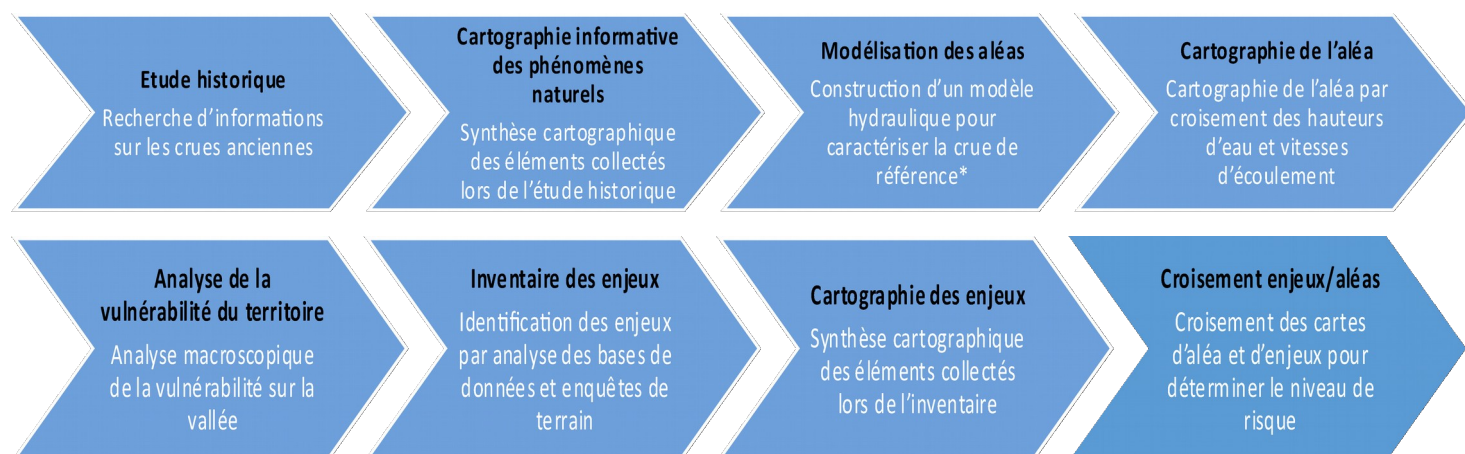 Etude historique
Recherche d’informations
sur les crues anciennes
Cartographie informative
des phénomènes
naturels
Synthèse cartographique
des éléments collectés
lors de l’étude historique
Modélisation des aléas
Construction d’un modèle
hydraulique pour
caractériser la crue de
référence*
Cartographie de l’aléa
Cartographie de l’aléa par
croisement des hauteurs
d’eau et vitesses
d’écoulement
Analyse de la
vulnérabilité du territoire
Analyse macroscopique
de la vulnérabilité sur la
vallée
Inventaire des enjeux
Identification des enjeux
par analyse des bases de
données et enquêtes de
terrain
Cartographie des enjeux
Synthèse cartographique
des éléments collectés
lors de l’inventaire
Croisement enjeux/aléas
Croisement des cartes
d’aléa et d’enjeux pour
déterminer le niveau de
risque